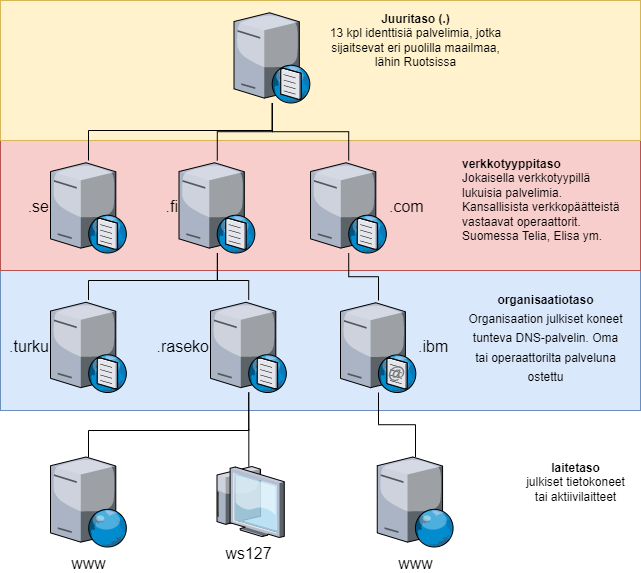 Juuritaso (.)
13 kpl identtisiä palvelimia, jotka
sijaitsevat eri puolilla maailmaa,
lähin Ruotsissa
.se
.fi
.com
verkkotyyppitaso
Jokaisella verkkotyypillä
lukuisia palvelimia.
Kansallisista verkkopäätteistä
vastaavat operaattorit.
Suomessa Telia, Elisa ym.
.turku
.raseko
.ibm
@
organisaatiotaso
Organisaation julkiset koneet
tunteva DNS-palvelin. Oma
tai operaattorilta palveluna
ostettu
www
ws127
www
laitetaso
julkiset tietokoneet
tai aktiivilaitteet